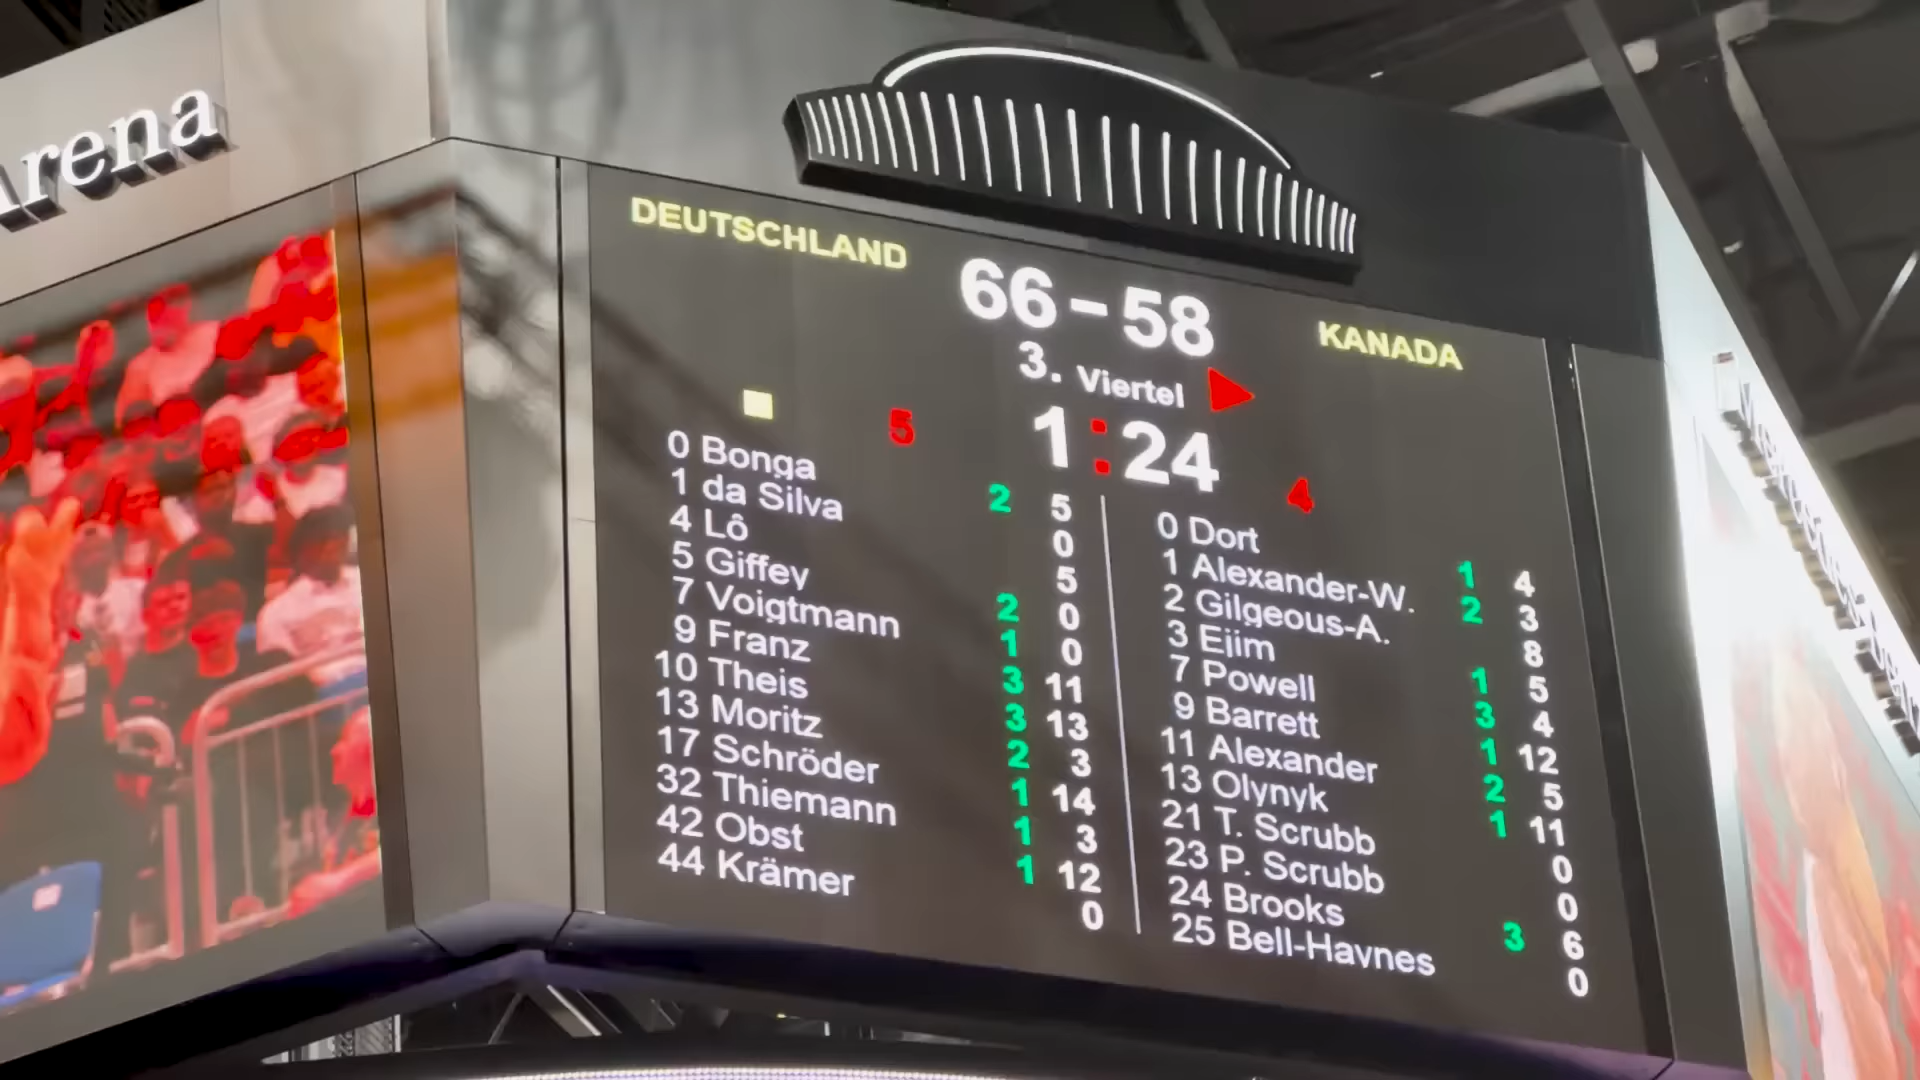 Arena
DEUTSCHLAND
66-58
KANADA
3. Viertel
5
1:24
4
0 Bonga 2 5
1 da Silva 0
4 Lô 5
5 Giffey 2 0
7 Voigtmann 1 0
9 Franz 3 11
10 Theis 3 13
13 Moritz 2 3
17 Schröder 1 14
32 Thiemann 1 3
42 Obst 1 12
44 Krämer 0
0 Dort 1 4
1 Alexander-W. 2 3
2 Gilgeous-A. 8
3 Ejim 1 5
7 Powell 3 4
9 Barrett 1 12
11 Alexander 2 5
13 Olynyk 1 11
21 T. Scrubb 0
23 P. Scrubb 0
24 Brooks 3 6
25 Bell-Haynes 0